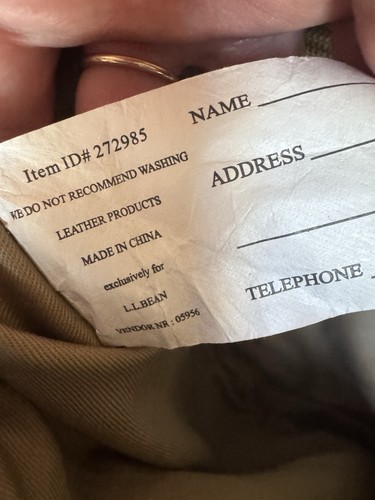 Item ID# 272985
WE DO NOT RECOMMEND WASHING
LEATHER PRODUCTS
MADE IN CHINA
exclusively for
L.L.BEAN
VENDOR NR : 05956
NAME
ADDRESS
TELEPHONE